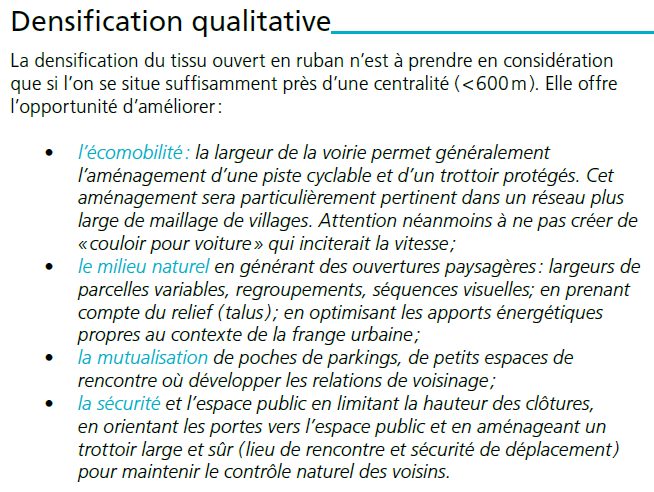 Densification qualitative
La densification du tissu ouvert en ruban n'est à prendre en considération
que si l'on se situe suffisamment près d'une centralité (<600 m). Elle offre
l'opportunité d'améliorer :
• l'écomobilité : la largeur de la voirie permet généralement
l'aménagement d'une piste cyclable et d'un trottoir protégés. Cet
aménagement sera particulièrement pertinent dans un réseau plus
large de maillage de villages. Attention néanmoins à ne pas créer de
« couloir pour voiture » qui inciterait la vitesse ;
• le milieu naturel en générant des ouvertures paysagères : largeurs de
parcelles variables, regroupements, séquences visuelles; en prenant
compte du relief (talus) ; en optimisant les apports énergétiques
propres au contexte de la frange urbaine ;
• la mutualisation de poches de parkings, de petits espaces de
rencontre où développer les relations de voisinage ;
• la sécurité et l'espace public en limitant la hauteur des clôtures,
en orientant les portes vers l'espace public et en aménageant un
trottoir large et sûr (lieu de rencontre et sécurité de déplacement)
pour maintenir le contrôle naturel des voisins.